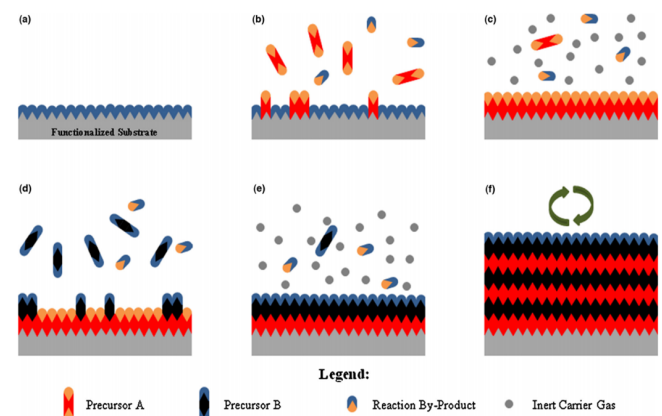 (a)
(b)
(c)
Functionalized Substrate
(d)
(e)
(f)
Legend:
Precursor A
Precursor B
Reaction By-Product
Inert Carrier Gas